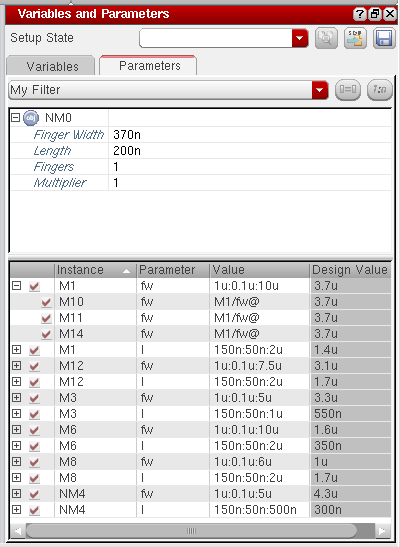 Variables and Parameters
Setup State
Variables Parameters
My Filter
NM0
Finger Width 370n
Length 200n
Fingers 1
Multiplier 1
Instance Parameter Value Design Value
M1 fw 1u:0.1u:10u 3.7u
M10 fw M1/fw@ 3.7u
M11 fw M1/fw@ 3.7u
M14 fw M1/fw@ 3.7u
M1 l 150n:50n:2u 1.4u
M12 fw 1u:0.1u:7.5u 3.1u
M12 l 150n:50n:2u 1.7u
M3 fw 1u:0.1u:5u 3.3u
M3 l 150n:50n:1u 550n
M6 fw 1u:0.1u:10u 1.6u
M6 l 150n:50n:2u 350n
M8 fw 1u:0.1u:6u 1u
M8 l 150n:50n:2u 1.7u
NM4 fw 1u:0.1u:5u 4.3u
NM4 l 150n:50n:500n 300n